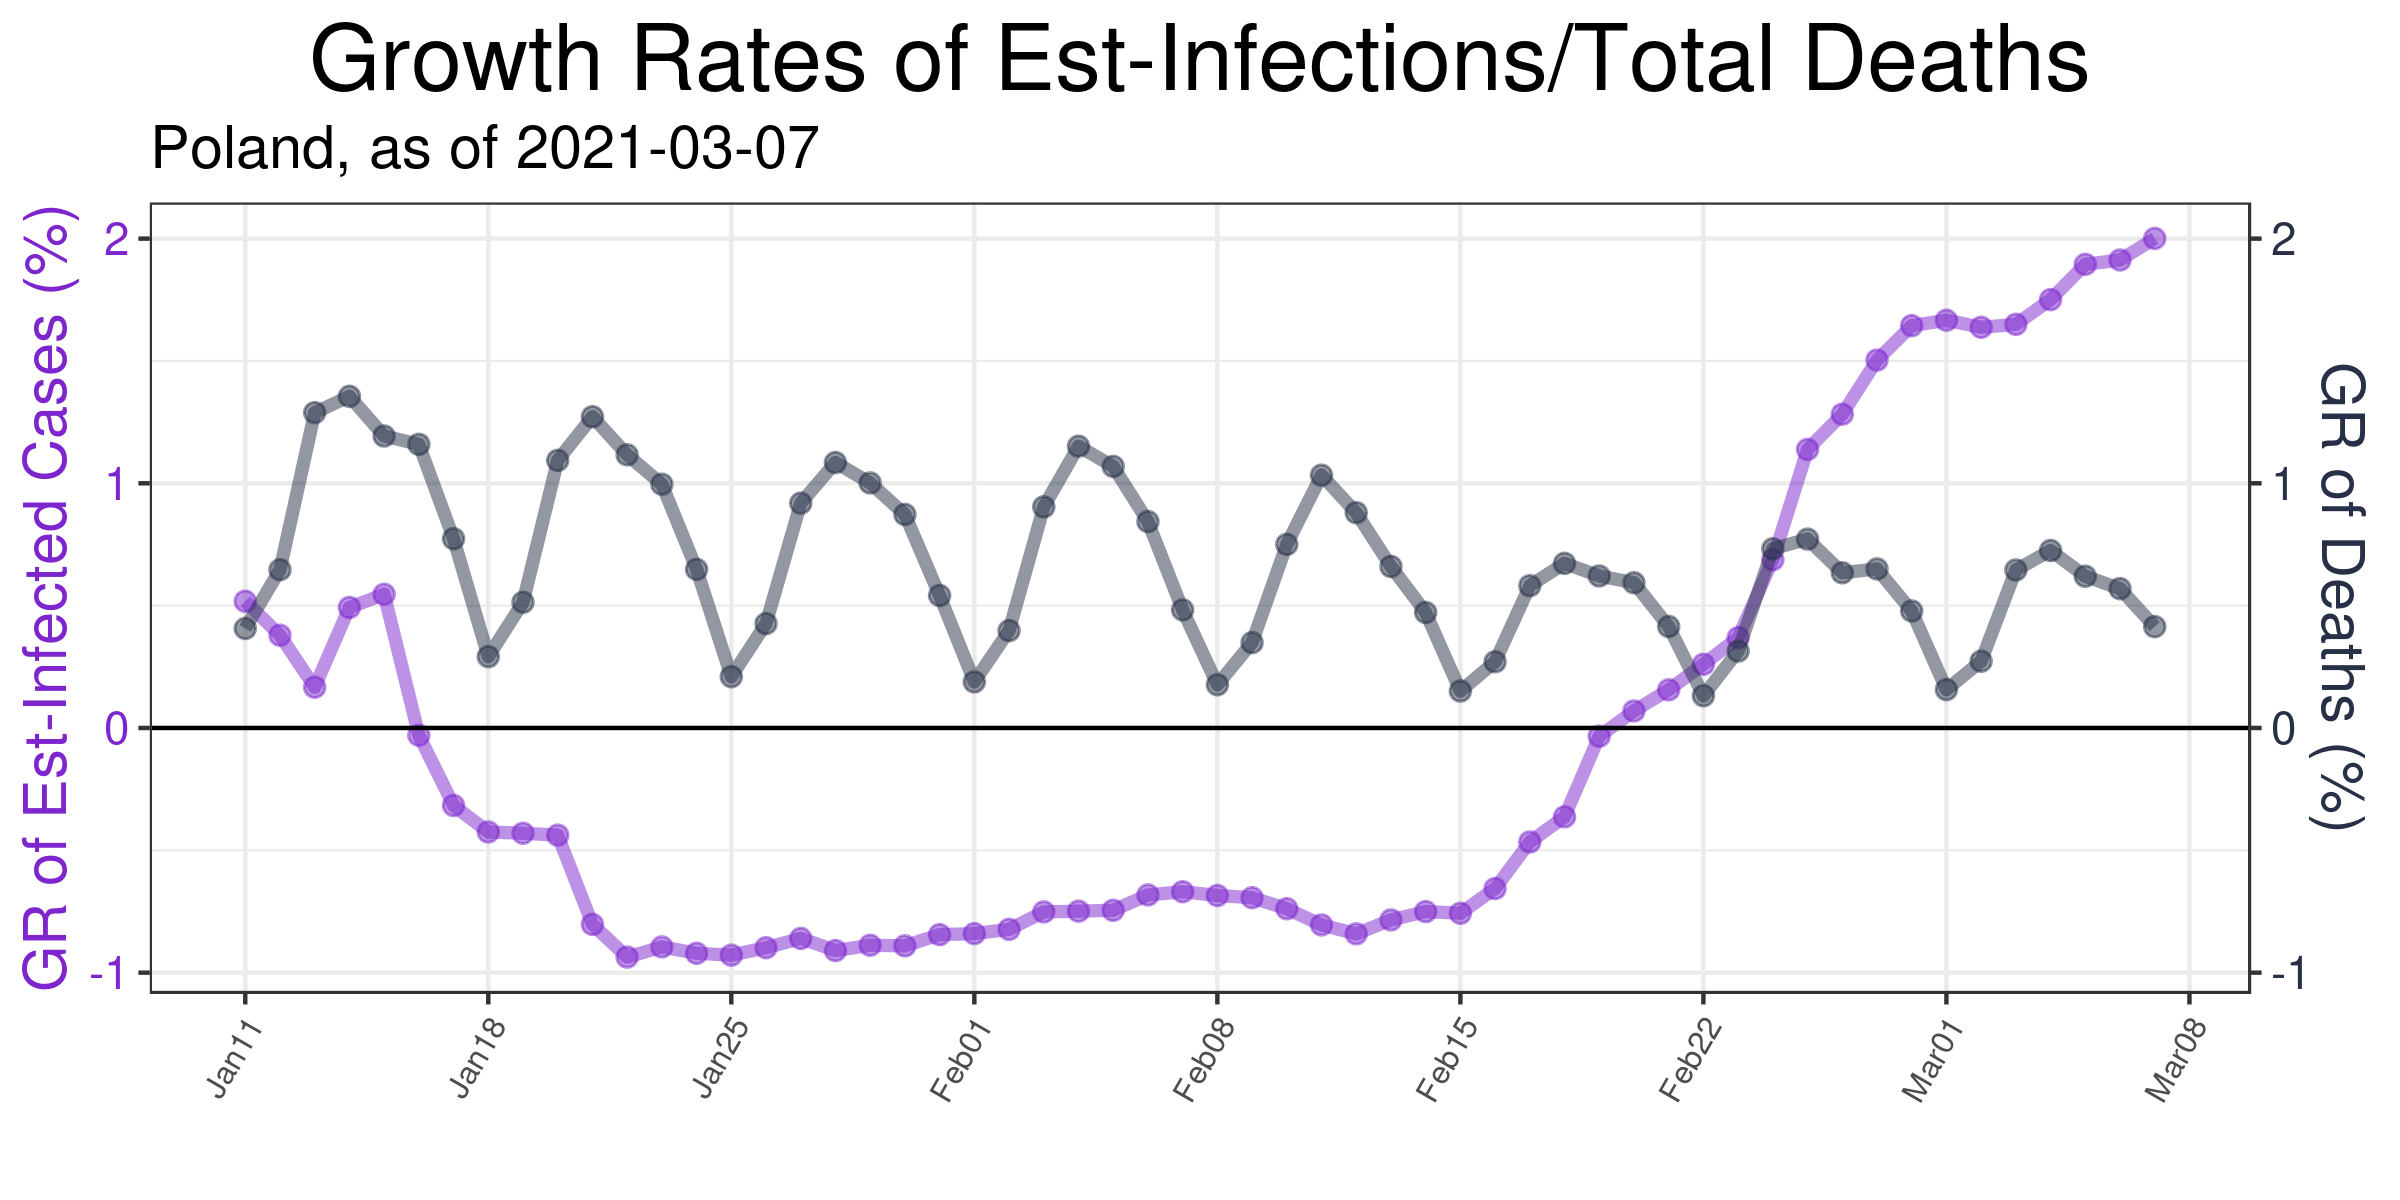 Growth Rates of Est-Infections/Total Deaths
Poland, as of 2021-03-07
GR of Est-Infected Cases (%)
2
1
0
-1
2
1
0
-1
GR of Deaths (%)
Jan11
Jan18
Jan25
Feb01
Feb08
Feb15
Feb22
Mar01
Mar08